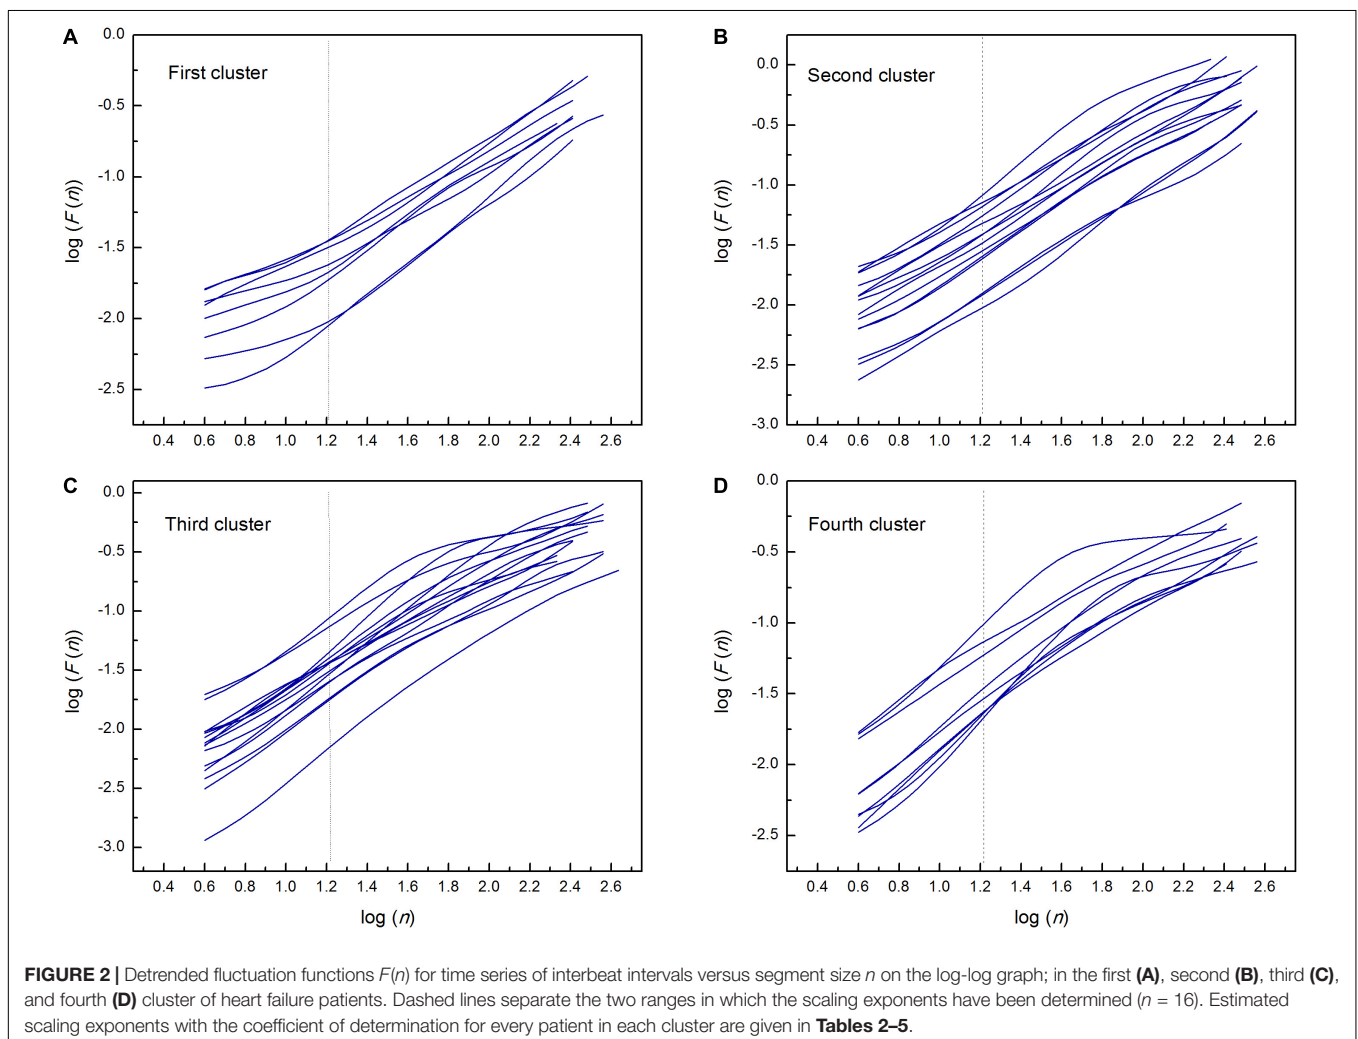 A
First cluster
0.0
-0.5
-1.0
-1.5
-2.0
-2.5
log (F (n))
0.4 0.6 0.8 1.0 1.2 1.4 1.6 1.8 2.0 2.2 2.4 2.6
B
Second cluster
0.0
-0.5
-1.0
-1.5
-2.0
-2.5
-3.0
log (F (n))
0.4 0.6 0.8 1.0 1.2 1.4 1.6 1.8 2.0 2.2 2.4 2.6
C
Third cluster
0.0
-0.5
-1.0
-1.5
-2.0
-2.5
-3.0
log (F (n))
0.4 0.6 0.8 1.0 1.2 1.4 1.6 1.8 2.0 2.2 2.4 2.6
log (n)
D
Fourth cluster
0.0
-0.5
-1.0
-1.5
-2.0
-2.5
log (F (n))
0.4 0.6 0.8 1.0 1.2 1.4 1.6 1.8 2.0 2.2 2.4 2.6
log (n)
FIGURE 2 | Detrended fluctuation functions F(n) for time series of interbeat intervals versus segment size n on the log-log graph; in the first (A), second (B), third (C),
and fourth (D) cluster of heart failure patients. Dashed lines separate the two ranges in which the scaling exponents have been determined (n = 16). Estimated
scaling exponents with the coefficient of determination for every patient in each cluster are given in Tables 2–5.